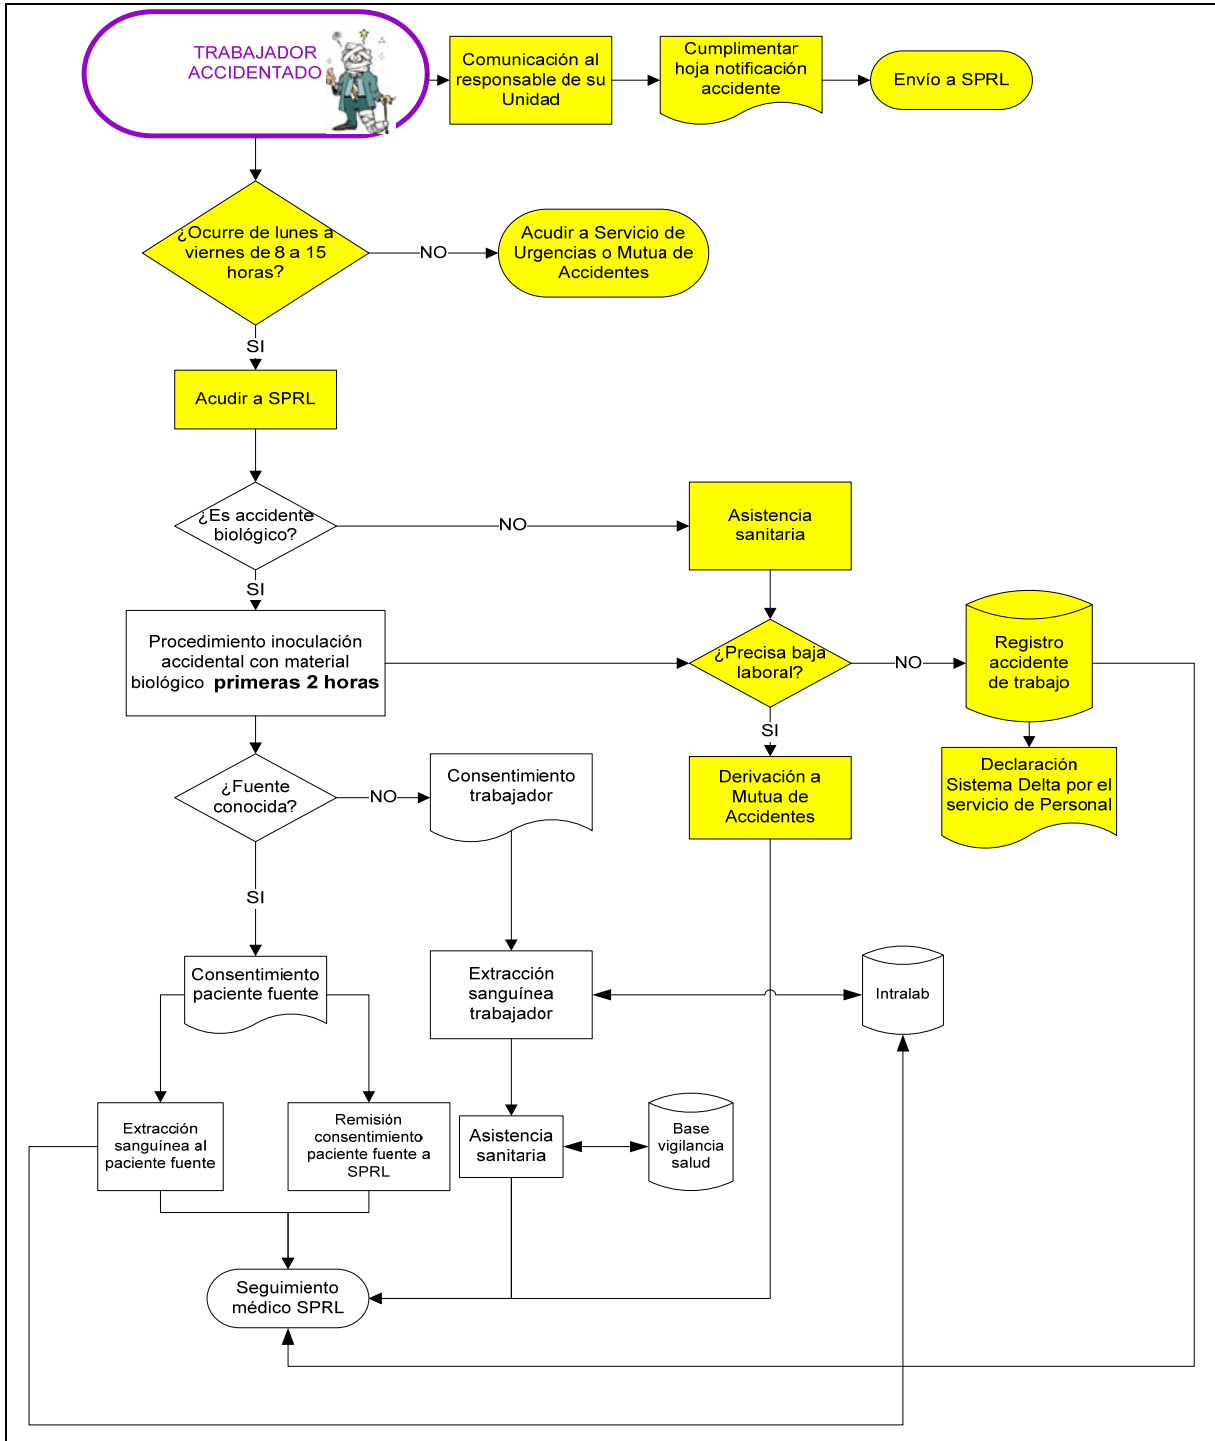 TRABAJADOR
ACCIDENTADO
Comunicación al
responsable de su
Unidad
Cumplimentar
hoja notificación
accidente
Envío a SPRL
¿Ocurre de lunes a
viernes de 8 a 15
horas?
NO
Acudir a Servicio de
Urgencias o Mutua de
Accidentes
SI
Acudir a SPRL
¿Es accidente
biológico?
NO
Asistencia
sanitaria
SI
Procedimiento inoculación
accidental con material
biológico primeras 2 horas
¿Precisa baja
laboral?
NO
Registro
accidente
de trabajo
SI
¿Fuente
conocida?
NO
Consentimiento
trabajador
Derivación a
Mutua de
Accidentes
Declaración
Sistema Delta por el
servicio de Personal
SI
Consentimiento
paciente fuente
Extracción
sanguínea
trabajador
Intralab
Extracción
sanguínea al
paciente fuente
Remisión
consentimiento
paciente fuente a
SPRL
Asistencia
sanitaria
Base
vigilancia
salud
Seguimiento
médico SPRL